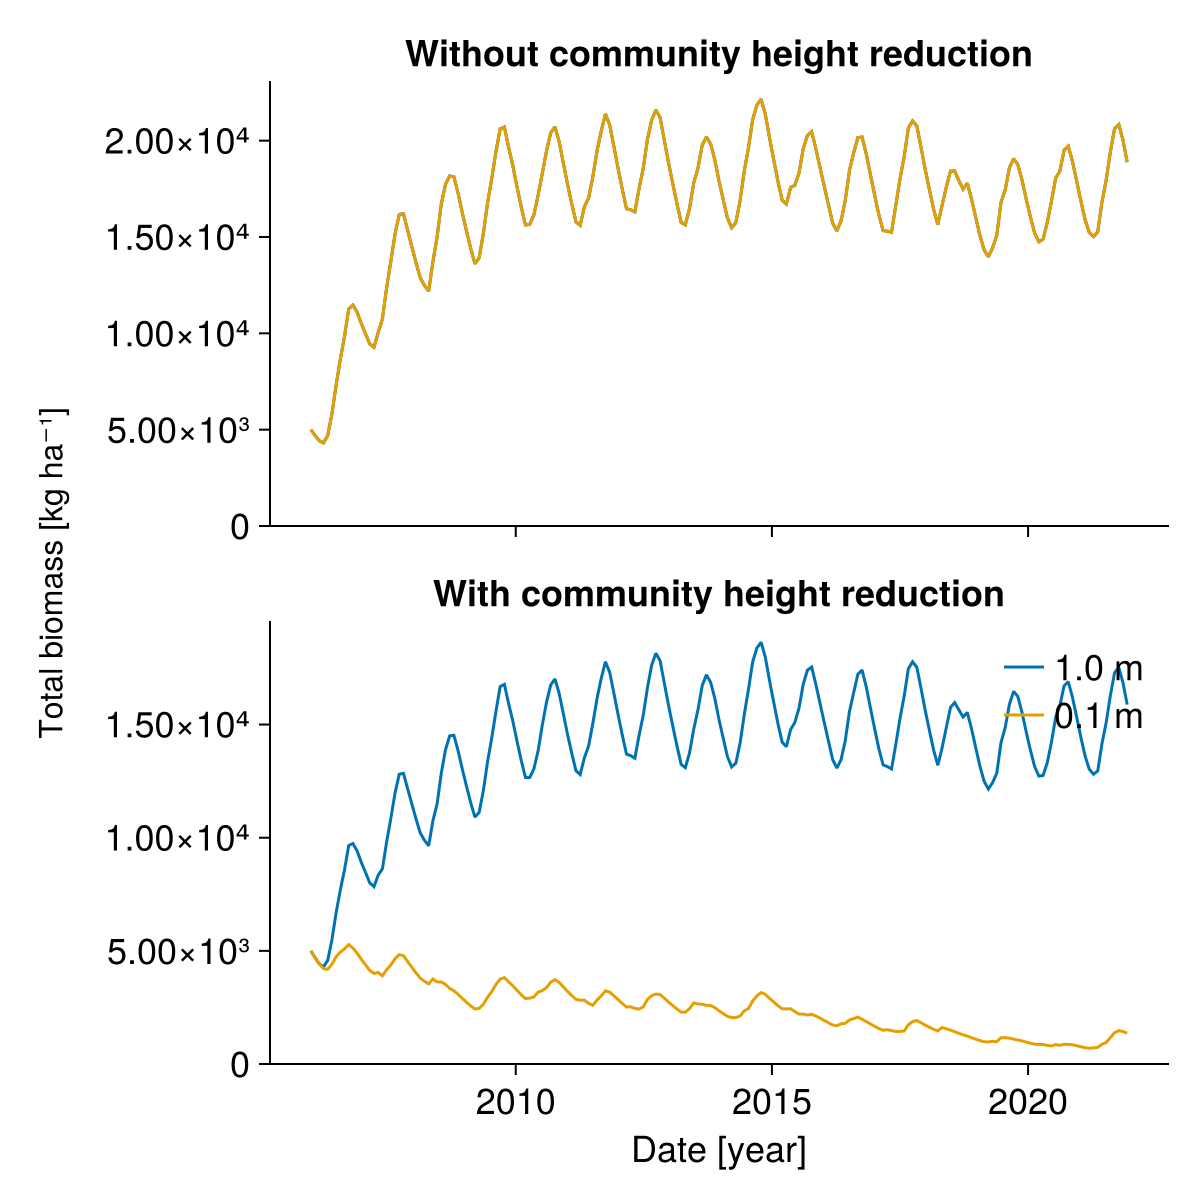 Without community height reduction
2.00×10⁴
1.50×10⁴
1.00×10⁴
5.00×10³
0
Total biomass [kg ha⁻¹]
With community height reduction
1.0 m
0.1 m
1.50×10⁴
1.00×10⁴
5.00×10³
0
2010 2015 2020
Date [year]